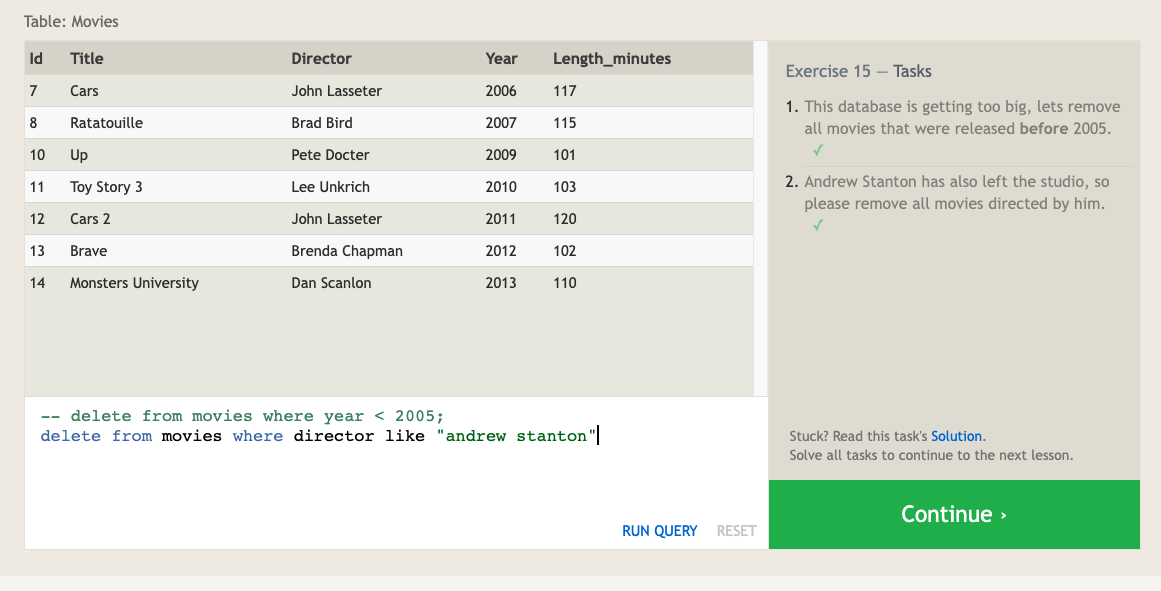 Table: Movies
Id Title Director Year Length_minutes
7 Cars John Lasseter 2006 117
8 Ratatouille Brad Bird 2007 115
10 Up Pete Docter 2009 101
11 Toy Story 3 Lee Unkrich 2010 103
12 Cars 2 John Lasseter 2011 120
13 Brave Brenda Chapman 2012 102
14 Monsters University Dan Scanlon 2013 110
-- delete from movies where year < 2005;
delete from movies where director like "andrew stanton"
RUN QUERY RESET
Exercise 15 — Tasks
1. This database is getting too big, lets remove
all movies that were released before 2005.
✓
2. Andrew Stanton has also left the studio, so
please remove all movies directed by him.
✓
Stuck? Read this task's Solution.
Solve all tasks to continue to the next lesson.
Continue ›